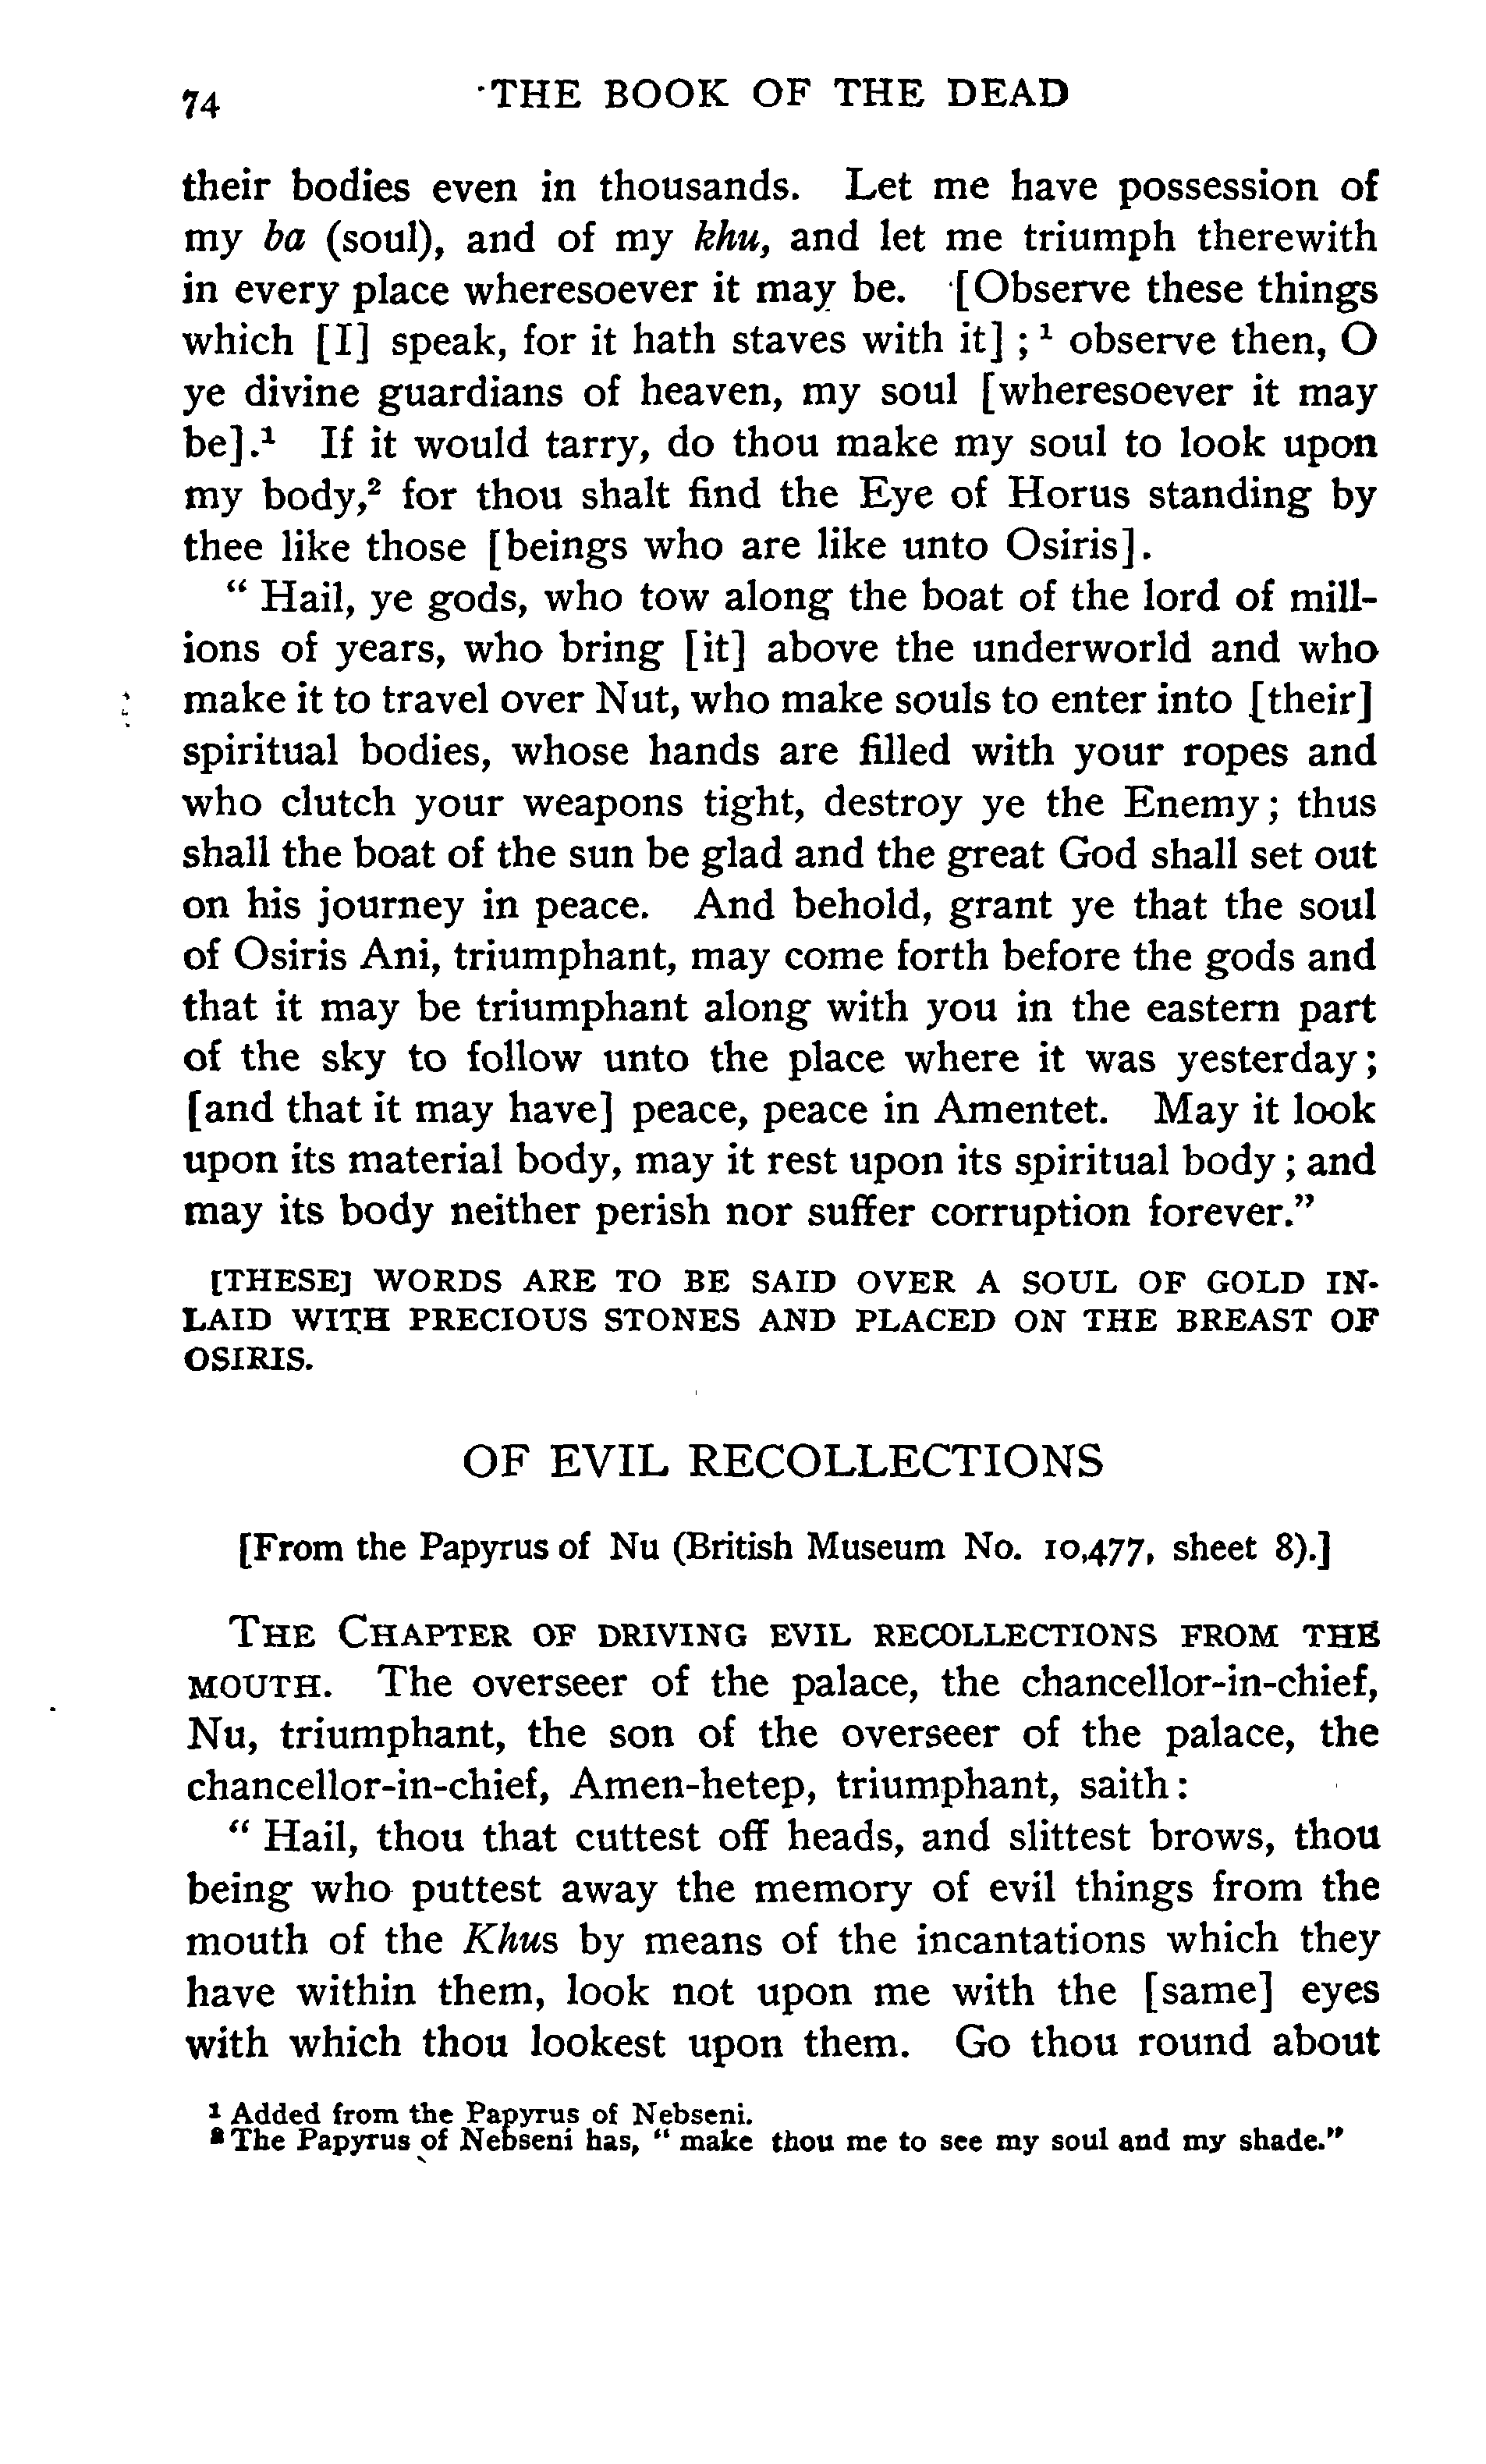 74 THE BOOK OF THE DEAD
their bodies even in thousands. Let me have possession of
my ba (soul), and of my khu, and let me triumph therewith
in every place wheresoever it may be. [Observe these things
which [I] speak, for it hath staves with it] ; ¹ observe then, O
ye divine guardians of heaven, my soul [wheresoever it may
be].¹ If it would tarry, do thou make my soul to look upon
my body,² for thou shalt find the Eye of Horus standing by
thee like those [beings who are like unto Osiris].
“ Hail, ye gods, who tow along the boat of the lord of mill-
ions of years, who bring [it] above the underworld and who
make it to travel over Nut, who make souls to enter into [their]
spiritual bodies, whose hands are filled with your ropes and
who clutch your weapons tight, destroy ye the Enemy; thus
shall the boat of the sun be glad and the great God shall set out
on his journey in peace. And behold, grant ye that the soul
of Osiris Ani, triumphant, may come forth before the gods and
that it may be triumphant along with you in the eastern part
of the sky to follow unto the place where it was yesterday;
[and that it may have] peace, peace in Amentet. May it look
upon its material body, may it rest upon its spiritual body; and
may its body neither perish nor suffer corruption forever.”
[THESE] WORDS ARE TO BE SAID OVER A SOUL OF GOLD IN-
LAID WITH PRECIOUS STONES AND PLACED ON THE BREAST OF
OSIRIS.
OF EVIL RECOLLECTIONS
[From the Papyrus of Nu (British Museum No. 10,477, sheet 8).]
THE CHAPTER OF DRIVING EVIL RECOLLECTIONS FROM THE
MOUTH. The overseer of the palace, the chancellor-in-chief,
Nu, triumphant, the son of the overseer of the palace, the
chancellor-in-chief, Amen-hetep, triumphant, saith:
“ Hail, thou that cuttest off heads, and slittest brows, thou
being who puttest away the memory of evil things from the
mouth of the Khus by means of the incantations which they
have within them, look not upon me with the [same] eyes
with which thou lookest upon them. Go thou round about
¹ Added from the Papyrus of Nebseni.
² The Papyrus of Nebseni has, “ make thou me to see my soul and my shade.”